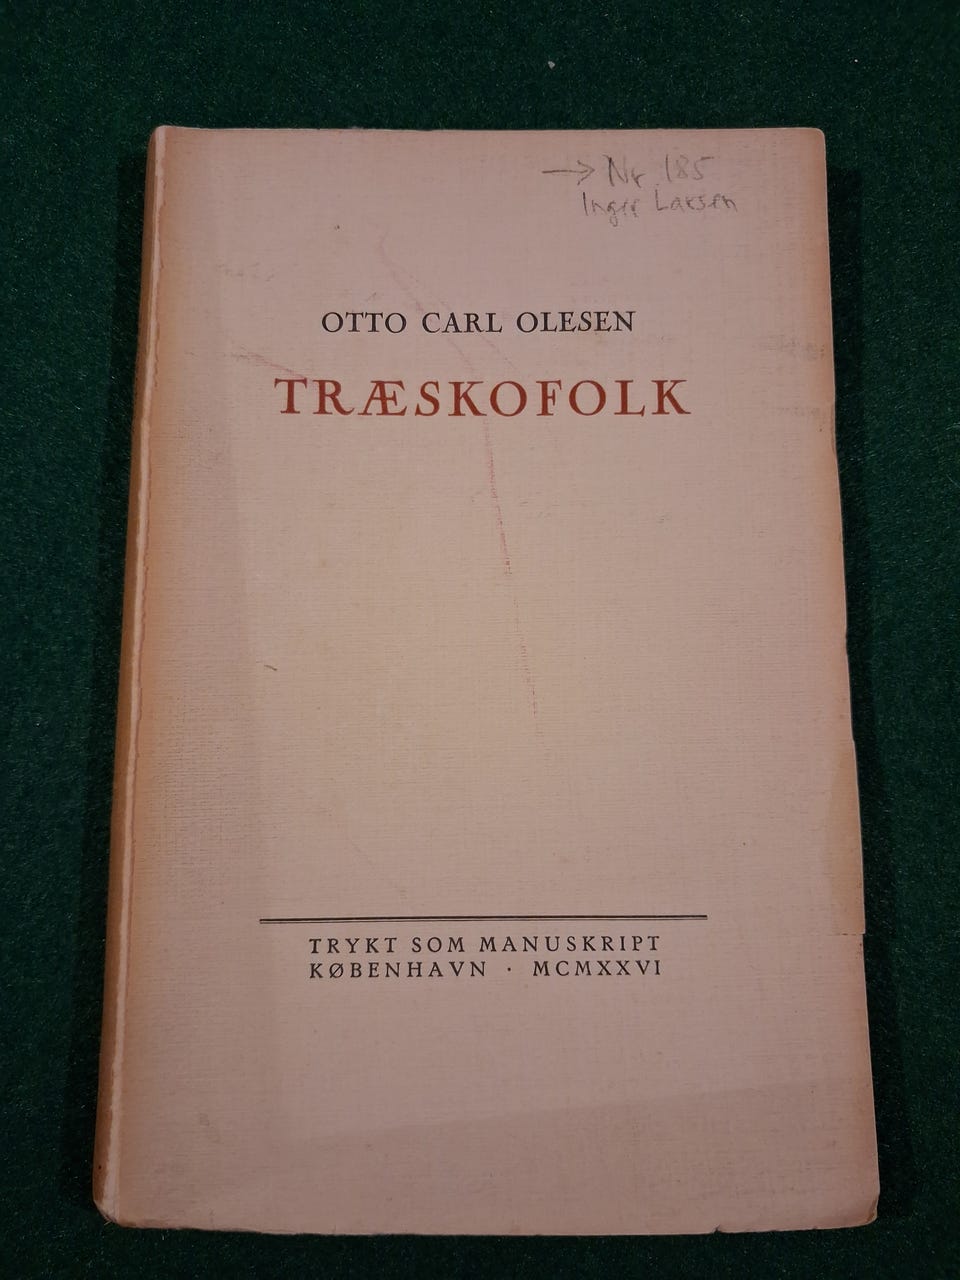 → Nr 185
Inger Larsen
OTTO CARL OLESEN
TRÆSKOFOLK
TRYKT SOM MANUSKRIPT
KØBENHAVN · MCMXXVI